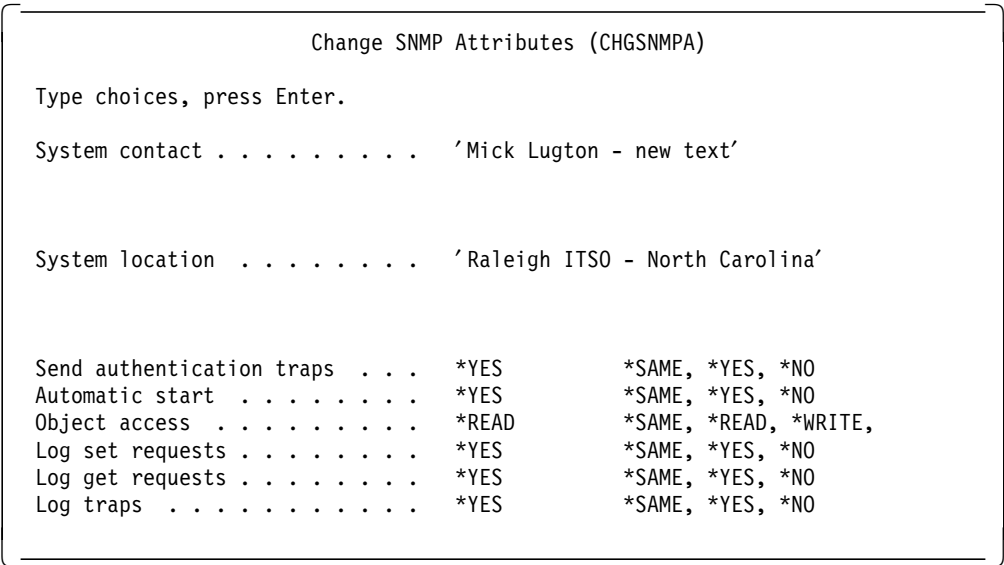 Change SNMP Attributes (CHGSNMPA)
Type choices, press Enter.
System contact . . . . . . . . . ′Mick Lugton - new text′
System location . . . . . . . . ′Raleigh ITSO - North Carolina′
Send authentication traps . . . *YES *SAME, *YES, *NO
Automatic start . . . . . . . . *YES *SAME, *YES, *NO
Object access . . . . . . . . . *READ *SAME, *READ, *WRITE,
Log set requests . . . . . . . . *YES *SAME, *YES, *NO
Log get requests . . . . . . . . *YES *SAME, *YES, *NO
Log traps . . . . . . . . . . . *YES *SAME, *YES, *NO